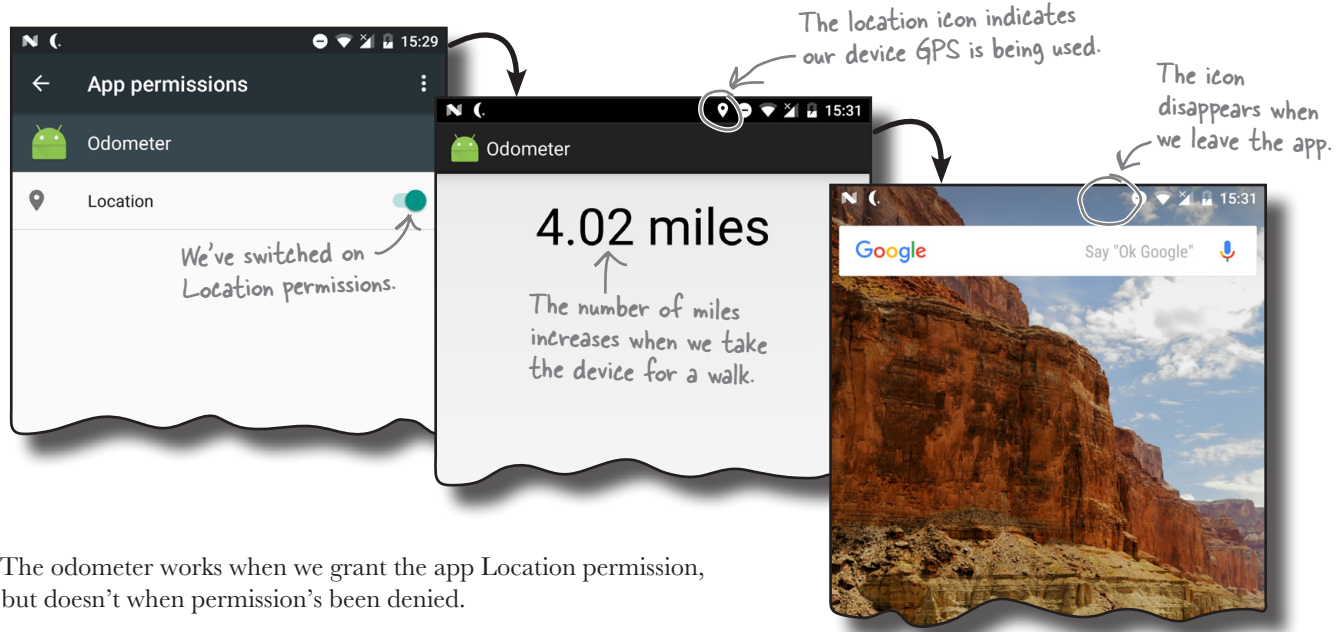 15:29
App permissions
Odometer
Location
We've switched on
Location permissions.
The location icon indicates
our device GPS is being used.
15:31
Odometer
4.02 miles
The number of miles
increases when we take
the device for a walk.
The icon
disappears when
we leave the app.
15:31
Google
Say "Ok Google"
The odometer works when we grant the app Location permission,
but doesn't when permission's been denied.